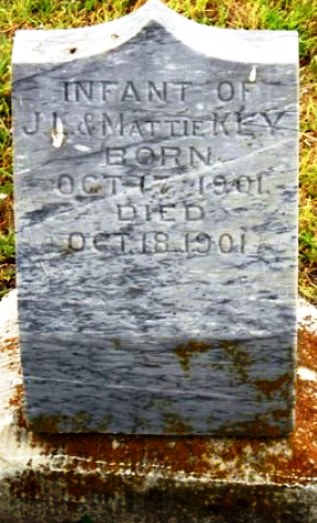 INFANT OF
J.L. & MATTIE KEY
BORN
OCT. 17, 1901.
DIED
OCT. 18, 1901.